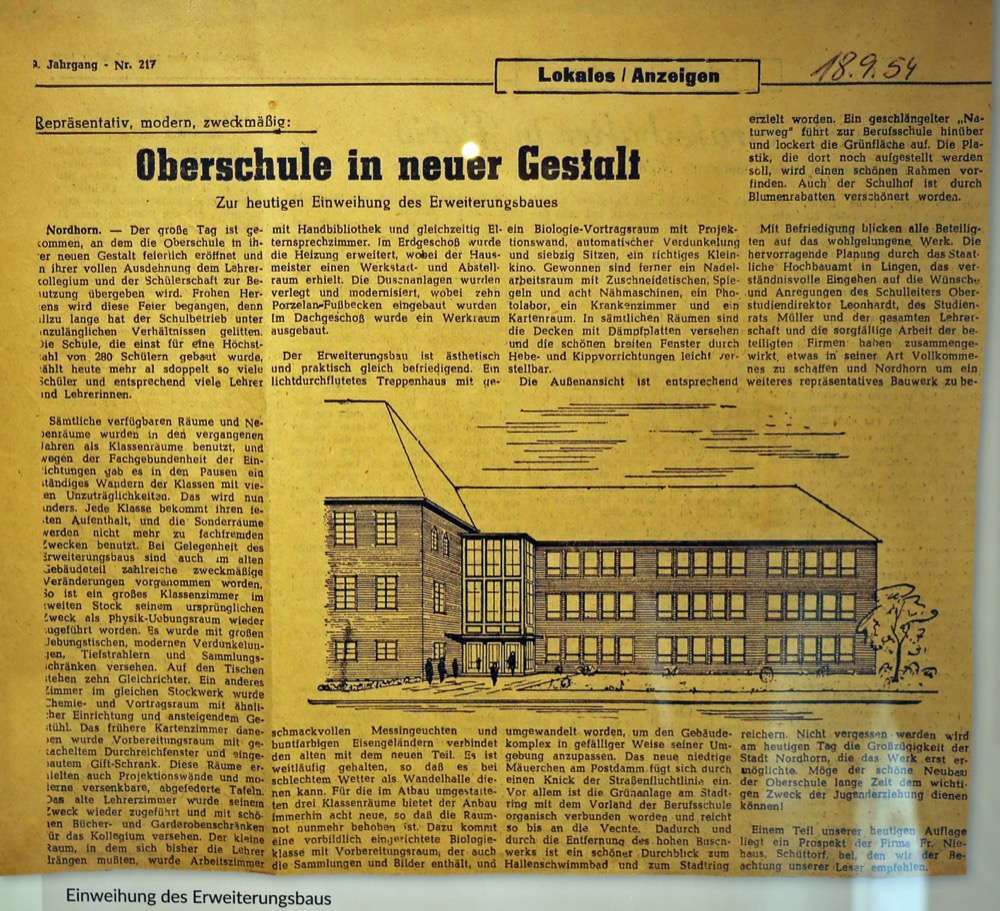 9. Jahrgang - Nr. 217
Lokales / Anzeigen
18.9.54
Repräsentativ, modern, zweckmäßig:
Oberschule in neuer Gestalt
Zur heutigen Einweihung des Erweiterungsbaues
Nordhorn. — Der große Tag ist ge-
kommen, an dem die Oberschule in ih-
rer neuen Gestalt feierlich eröffnet und
in ihrer vollen Ausdehnung dem Lehrer-
kollegium und der Schülerschaft zur Be-
nutzung übergeben wird. Frohen Her-
zens wird diese Feier begangen, denn
allzu lange hat der Schulbetrieb unter
unzulänglichen Verhältnissen gelitten.
Die Schule, die einst für eine Höchst-
zahl von 280 Schülern gebaut wurde,
zählt heute mehr al sdoppelt so viele
Schüler und entsprechend viele Lehrer
und Lehrerinnen.
Sämtliche verfügbaren Räume und Ne-
benräume wurden in den vergangenen
Jahren als Klassenräume benutzt, und
wegen der Fachgebundenheit der Ein-
richtungen gab es in den Pausen ein
ständiges Wandern der Klassen mit vie-
en Unzuträglichkeiten. Das wird nun
anders. Jede Klasse bekommt ihren fe-
sten Aufenthalt, und die Sonderräume
werden nicht mehr zu fachfremden
Zwecken benutzt. Bei Gelegenheit des
Erweiterungsbau sind auch im alten
Gebäudeteil zahlreiche zweckmäßige
Veränderungen vorgenommen worden.
So ist ein großes Klassenzimmer im
zweiten Stock seinem ursprünglichen
Zweck als Physik-Uebungsraum wieder
zugeführt worden. Es wurde mit großen
Uebungstischen, modernen Verdunkelun-
gen, Tiefstrahlern und Sammlungs-
schränken versehen. Auf den Tischen
stehen zehn Gleichrichter. Ein anderes
Zimmer im gleichen Stockwerk wurde
Chemie- und Vortragsraum mit ähnli-
cher Einrichtung und ansteigendem Ge-
stühl. Das frühere Kartenzimmer dane-
ben wurde Vorbereitungsraum mit ge-
kacheltem Durchreichfenster und einge-
bautem Gift-Schrank. Diese Räume er-
hielten auch Projektionswände und mo-
derne versenkbare, abgefederte Tafeln.
Das alte Lehrerzimmer wurde seinem
Zweck wieder zugeführt und mit schö-
nen Bücher- und Garderobenschränken
für das Kollegium versehen. Der kleine
Raum, in dem sich bisher die Lehrer
drängen mußten, wurde Arbeitszimmer
mit Handbibliothek und gleichzeitig El-
ternsprechzimmer. Im Erdgeschoß wurde
die Heizung erweitert, wobei der Haus-
meister einen Werkstatt- und Abstell-
raum erhielt. Die Duschanlagen wurden
verlegt und modernisiert, wobei zehn
Porzelan-Fußbecken eingebaut wurden
Im Dachgeschoß wurde ein Werkraum
ausgebaut.
Der Erweiterungsbau ist ästhetisch
und praktisch gleich befriedigend. Ein
lichtdurchflutetes Treppenhaus mit ge-
schmackvollen Messingeuchten und
buntfarbigen Eisengeländern verbindet
den alten mit dem neuen Teil. Es ist
weitläufig gehalten, so daß es bei
schlechtem Wetter als Wandelhalle die-
nen kann. Für die im Atbau umgestalte-
ten drei Klassenräume bietet der Anbau
immerhin acht neue, so daß die Raum-
not nunmehr behoben ist. Dazu kommt
eine vorbildlich eingerichtete Biologie-
klasse mit Vorbereitungsraum, der auch
die Sammlungen und Bilder enthält, und
ein Biologie-Vortragsraum mit Projek-
tionswand, automatischer Verdunkelung
und siebzig Sitzen, ein richtiges Klein-
kino. Gewonnen sind ferner ein Nadel-
arbeitsraum mit Zuschneidetischen, Spie-
geln und acht Nähmaschinen, ein Pho-
tolabor, ein Krankenzimmer und ein
Kartenraum. In sämtlichen Räumen sind
die Decken mit Dämpfplatten versehen
und die schönen breiten Fenster durch
Hebe- und Kippvorrichtungen leicht ver-
stellbar.
Die Außenansicht ist entsprechend
umgewandelt worden, um den Gebäude-
komplex in gefälliger Weise seiner Um-
gebung anzupassen. Das neue niedrige
Mäuerchen am Postdamm fügt sich durch
einen Knick der Straßenfluchtlinie ein.
Vor allem ist die Grünanlage am Stadt-
ring mit dem Vorland der Berufsschule
organisch verbunden worden und reicht
so bis an die Vechte. Dadurch und
durch die Entfernung des hohen Busch-
werks ist ein schöner Durchblick zum
Hallenschwimmbad und zum Stadtring
erzielt worden. Ein geschlängelter „Na-
turweg" führt zur Berufsschule hinüber
und lockert die Grünfläche auf. Die Pla-
stik, die dort noch aufgestellt werden
soll, wird einen schönen Rahmen vor-
finden. Auch der Schulhof ist durch
Blumenrabatten verschönert worden.
Mit Befriedigung blicken alle Beteilig-
ten auf das wohlgelungene Werk. Die
hervorragende Planung durch das Staat-
liche Hochbauamt in Lingen, das ver-
ständnisvolle Eingehen auf die Wünsche
und Anregungen des Schulleiters Ober-
studiendirektor Leonhardt, des Studien-
rats Müller und der gesamten Lehrer-
schaft und die sorgfältige Arbeit der be-
teiligten Firmen haben zusammenge-
wirkt, etwas in seiner Art Vollkomme-
nes zu schaffen und Nordhorn um ein
weiteres repräsentatives Bauwerk zu be-
reichern. Nicht vergessen werden wird
am heutigen Tag die Großzügigkeit der
Stadt Nordhorn, die das Werk erst er-
möglichte. Möge der schöne Neubau
der Oberschule lange Zeit dem wichti-
gen Zweck der Jugenderziehung dienen
können!
Einem Teil unserer heutigen Auflage
liegt ein Prospekt der Firma Fr. Nie-
haus, Schüttorf, bei, den wir der Be-
achtung unserer Leser empfehlen.
Einweihung des Erweiterungsbaus